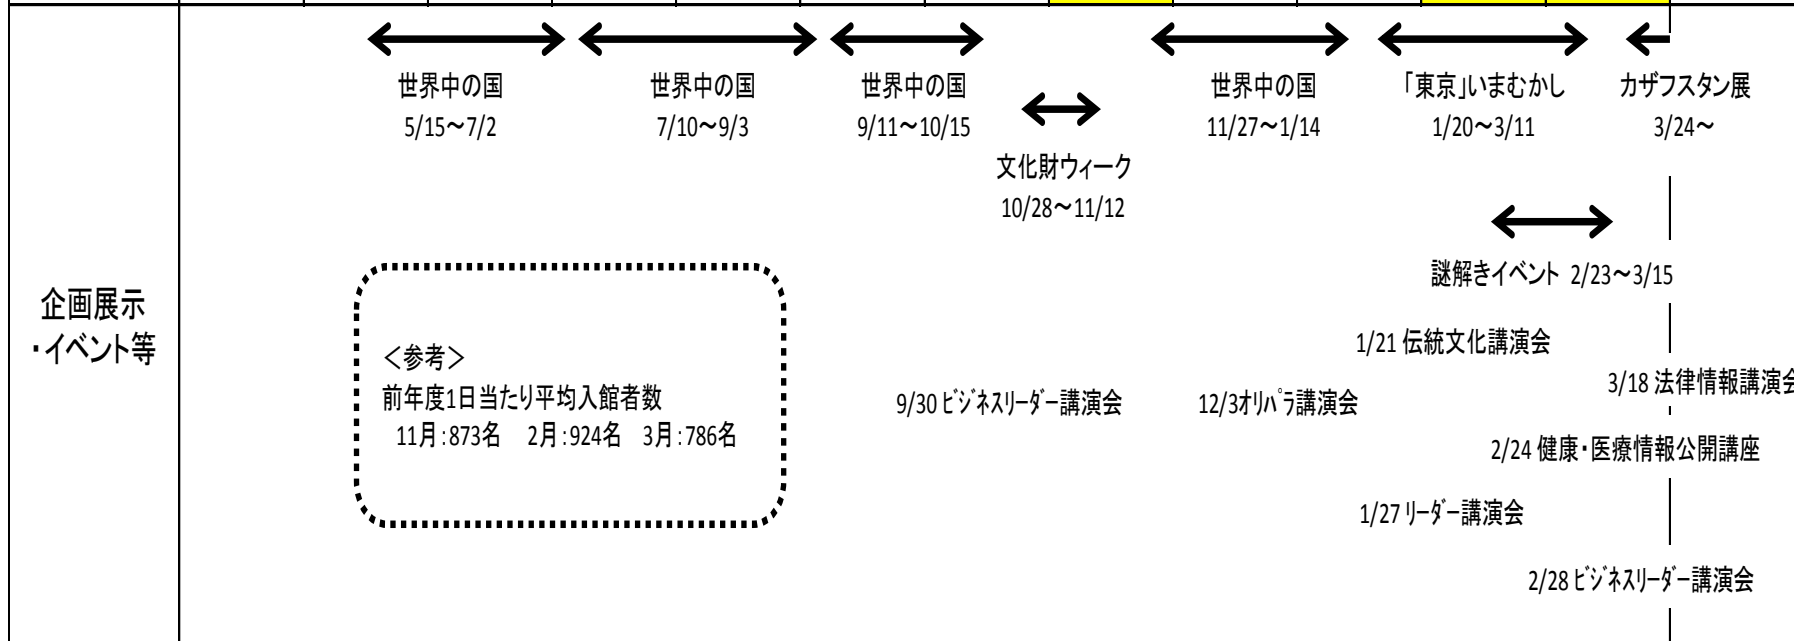 世界中の国
5/15～7/2
世界中の国
7/10～9/3
世界中の国
9/11～10/15
文化財ウィーク
10/28～11/12
世界中の国
11/27～1/14
「東京」いまむかし
1/20～3/11
カザフスタン展
3/24～
謎解きイベント 2/23～3/15
企画展示
・イベント等
＜参考＞
前年度1日当たり平均入館者数
11月：873名 2月：924名 3月：786名
9/30 ﾋﾞｼﾞﾈｽﾘｰﾀﾞｰ講演会
12/3ｵﾘﾊﾟﾗ講演会
1/21 伝統文化講演会
3/18 法律情報講演会
2/24 健康・医療情報公開講座
1/27 ﾘｰﾀﾞｰ講演会
2/28 ﾋﾞｼﾞﾈｽﾘｰﾀﾞｰ講演会